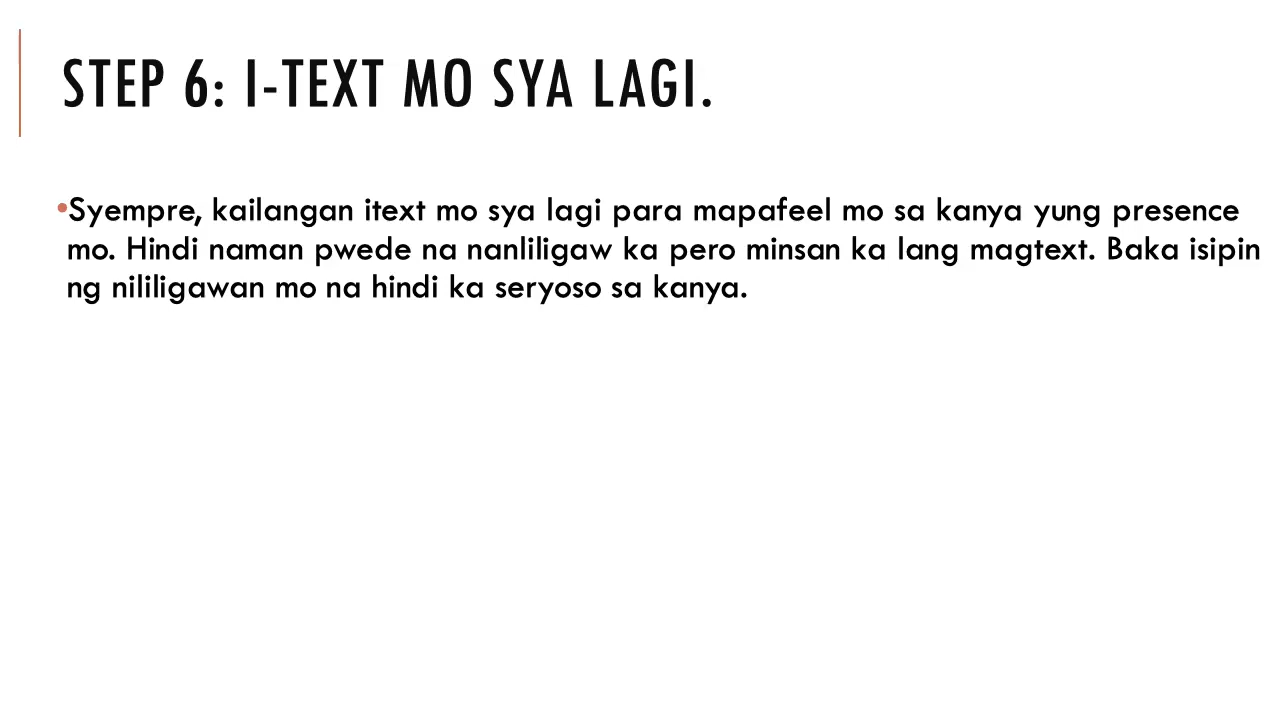 STEP 6: I-TEXT MO SYA LAGI.
•Syempre, kailangan itext mo sya lagi para mapafeel mo sa kanya yung presence
mo. Hindi naman pwede na nanliligaw ka pero minsan ka lang magtext. Baka isipin
ng nililigawan mo na hindi ka seryoso sa kanya.